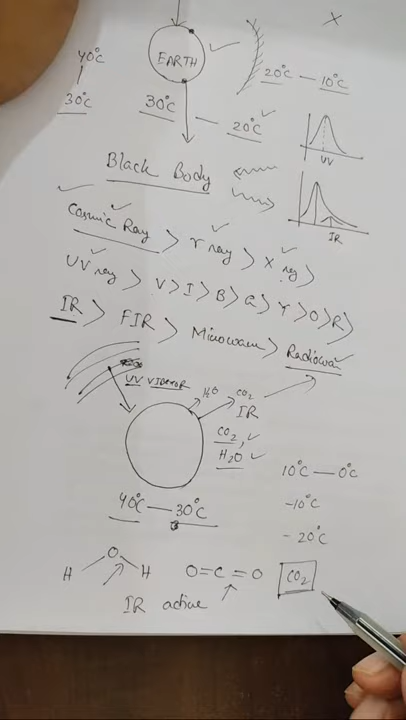 X
EARTH
40°C
30°C
20°C — 10°C
30°C — 20°C
UV
Black Body
IR
Cosmic Ray > γ ray > X ray >
UV ray > V > I > B > G > Y > O > R >
IR > FIR > Microwave > Radiowave
UV VIBGYOR
H2O
CO2
IR
CO2,
H2O
10°C — 0°C
40°C — 30°C
-10°C
-20°C
O
H H
O=C=O
CO2
IR active